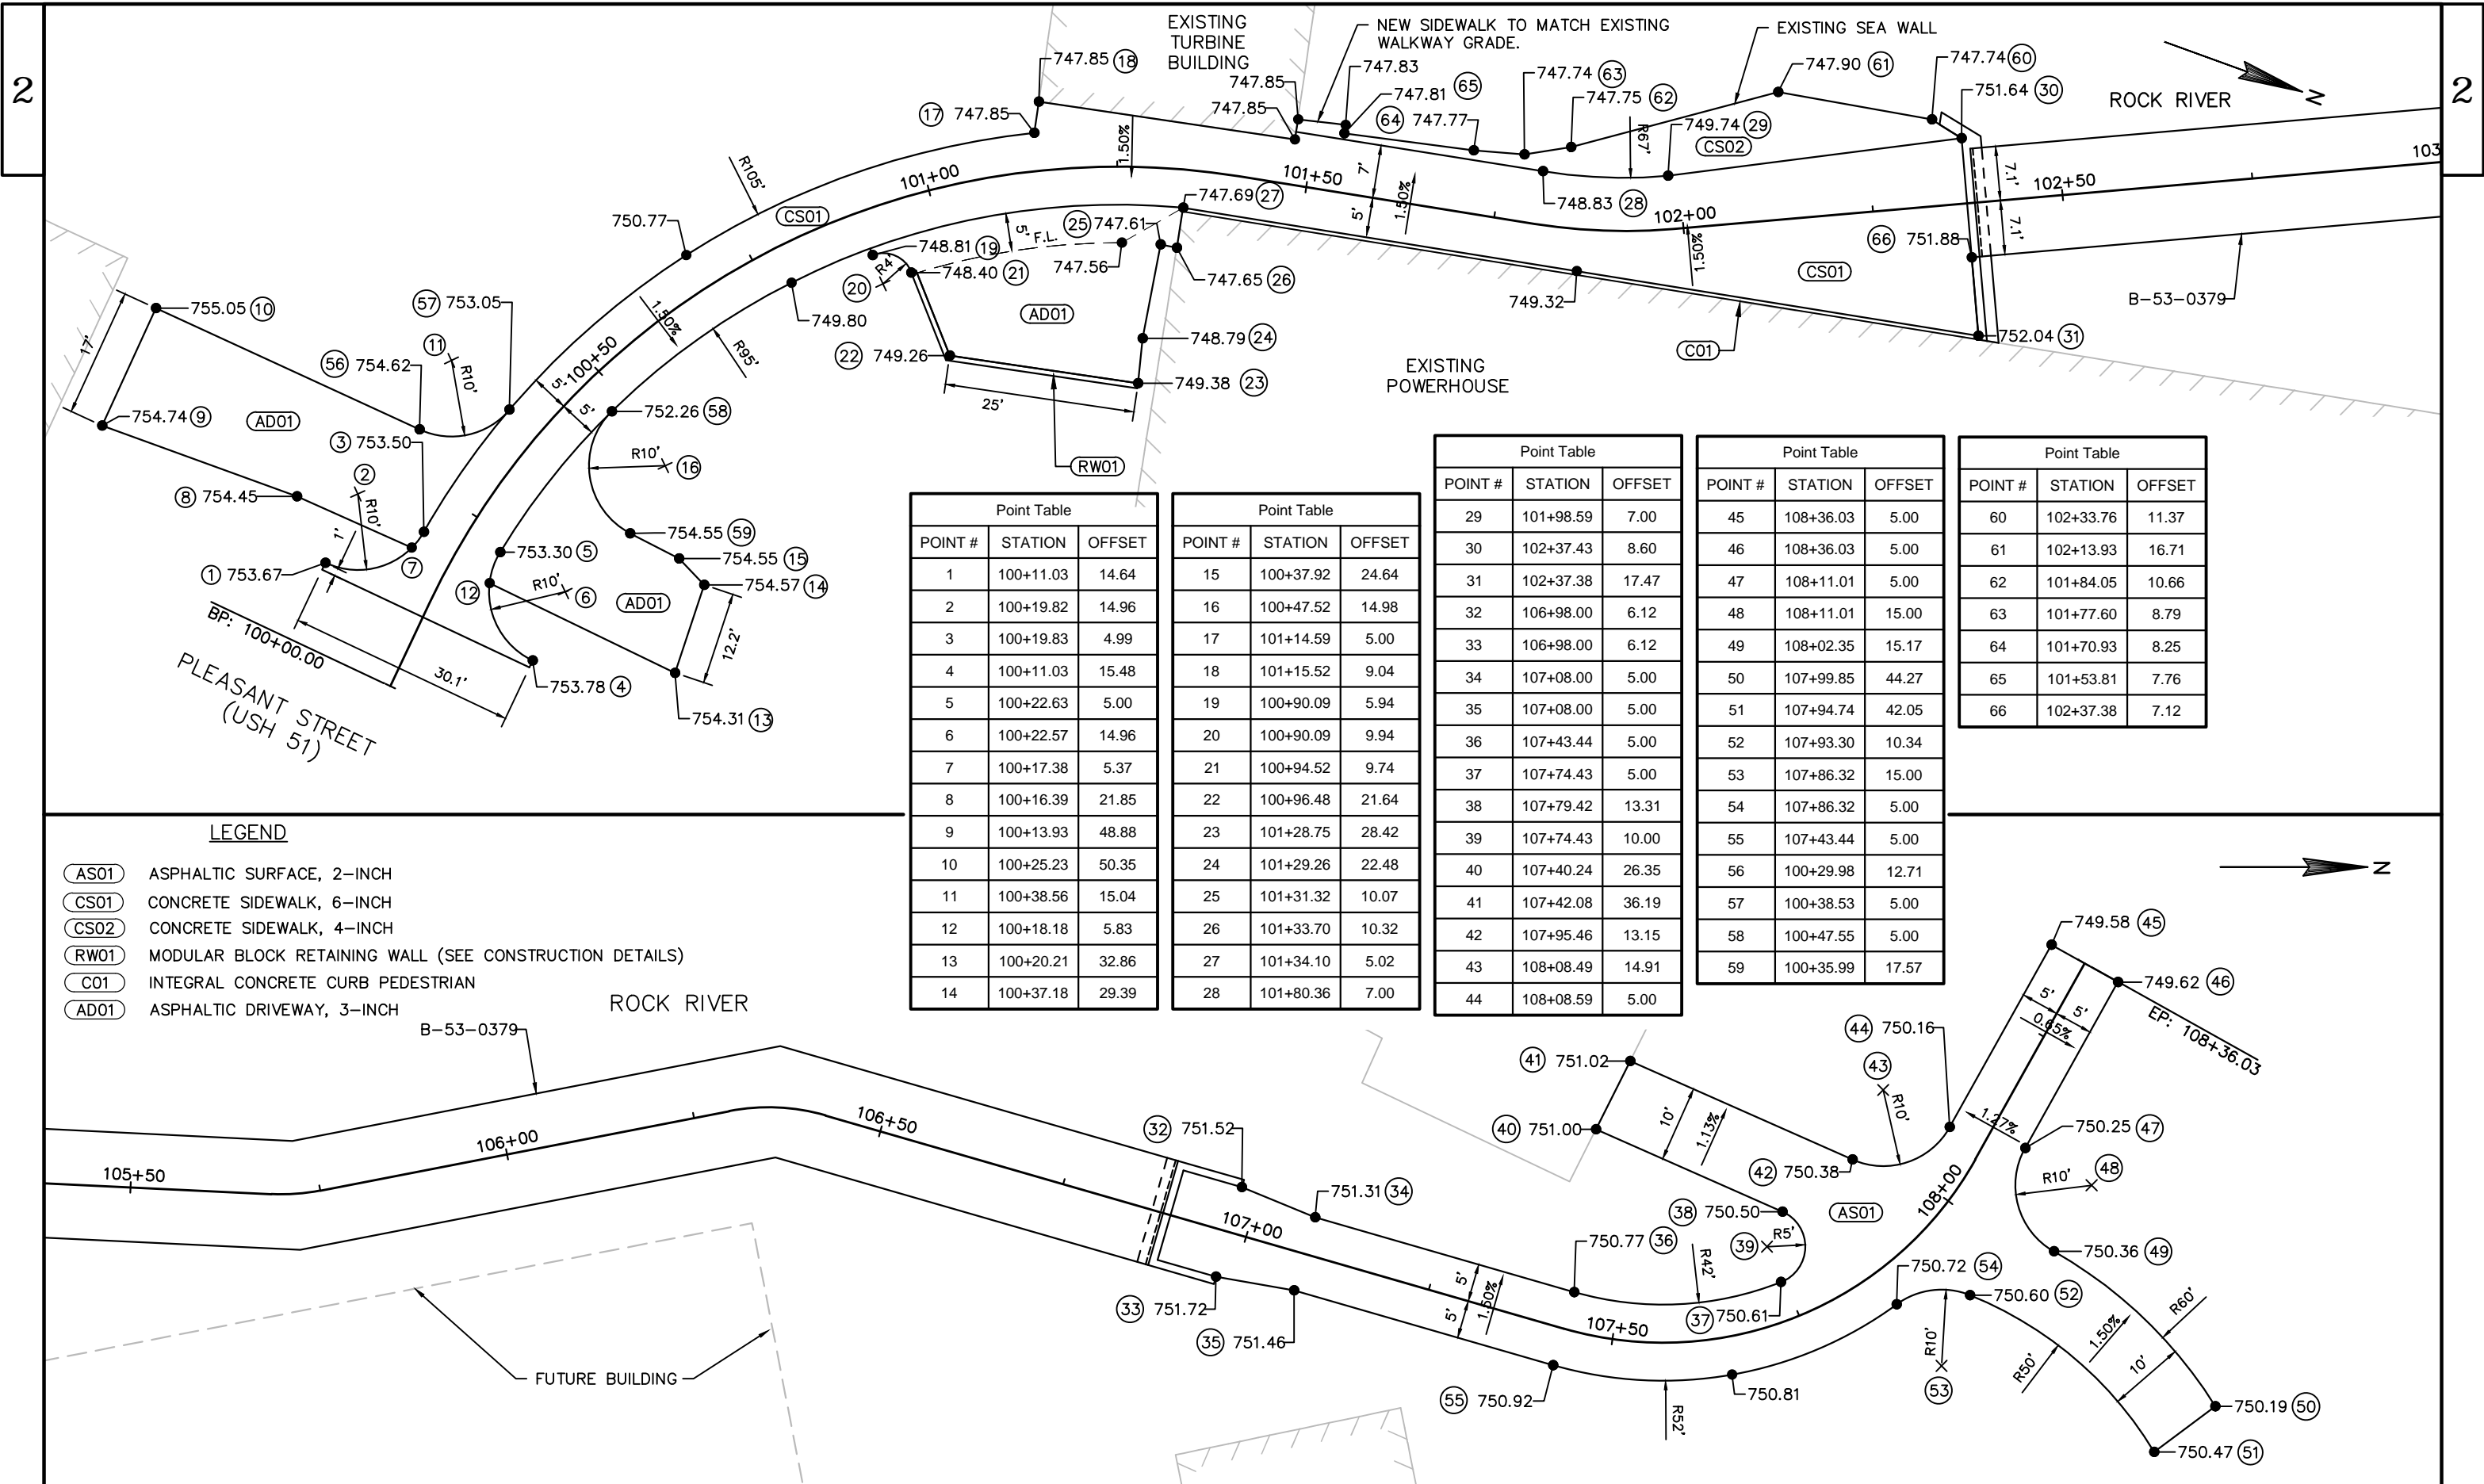 2
2
EXISTING
TURBINE
BUILDING
NEW SIDEWALK TO MATCH EXISTING
WALKWAY GRADE.
EXISTING SEA WALL
ROCK RIVER
N
747.85 18
17 747.85
747.85
747.85
747.83
747.81 65
64 747.77
747.74 63
747.75 62
747.90 61
747.74 60
751.64 30
749.74 29
CS02
R67'
R105'
1.50%
101+00
101+50
102+00
102+50
103
7'
5'
1.50%
1.50%
7.1'
7.1'
750.77
CS01
747.69 27
25 747.61
748.83 28
66 751.88
CS01
B-53-0379
5'
F.L.
748.81 19
748.40 21
747.56
R4'
20
747.65 26
749.32
752.04 31
755.05 10
57 753.05
1.50%
749.80
AD01
748.79 24
C01
17'
11
56 754.62
R10'
100+50
R95'
22 749.26
EXISTING
POWERHOUSE
5'
5'
749.38 23
25'
RW01
754.74 9
AD01
752.26 58
3 753.50
2
R10'
16
8 754.45
R10'
1'
754.55 59
753.30 5
754.55 15
1 753.67
7
12
R10'
6
AD01
754.57 14
12.2'
BP: 100+00.00
PLEASANT STREET
(USH 51)
30.1'
753.78 4
754.31 13
Point Table
POINT # STATION OFFSET
1 100+11.03 14.64
2 100+19.82 14.96
3 100+19.83 4.99
4 100+11.03 15.48
5 100+22.63 5.00
6 100+22.57 14.96
7 100+17.38 5.37
8 100+16.39 21.85
9 100+13.93 48.88
10 100+25.23 50.35
11 100+38.56 15.04
12 100+18.18 5.83
13 100+20.21 32.86
14 100+37.18 29.39
Point Table
POINT # STATION OFFSET
15 100+37.92 24.64
16 100+47.52 14.98
17 101+14.59 5.00
18 101+15.52 9.04
19 100+90.09 5.94
20 100+90.09 9.94
21 100+94.52 9.74
22 100+96.48 21.64
23 101+28.75 28.42
24 101+29.26 22.48
25 101+31.32 10.07
26 101+33.70 10.32
27 101+34.10 5.02
28 101+80.36 7.00
Point Table
POINT # STATION OFFSET
29 101+98.59 7.00
30 102+37.43 8.60
31 102+37.38 17.47
32 106+98.00 6.12
33 106+98.00 6.12
34 107+08.00 5.00
35 107+08.00 5.00
36 107+43.44 5.00
37 107+74.43 5.00
38 107+79.42 13.31
39 107+74.43 10.00
40 107+40.24 26.35
41 107+42.08 36.19
42 107+95.46 13.15
43 108+08.49 14.91
44 108+08.59 5.00
Point Table
POINT # STATION OFFSET
45 108+36.03 5.00
46 108+36.03 5.00
47 108+11.01 5.00
48 108+11.01 15.00
49 108+02.35 15.17
50 107+99.85 44.27
51 107+94.74 42.05
52 107+93.30 10.34
53 107+86.32 15.00
54 107+86.32 5.00
55 107+43.44 5.00
56 100+29.98 12.71
57 100+38.53 5.00
58 100+47.55 5.00
59 100+35.99 17.57
Point Table
POINT # STATION OFFSET
60 102+33.76 11.37
61 102+13.93 16.71
62 101+84.05 10.66
63 101+77.60 8.79
64 101+70.93 8.25
65 101+53.81 7.76
66 102+37.38 7.12
LEGEND
AS01 ASPHALTIC SURFACE, 2-INCH
CS01 CONCRETE SIDEWALK, 6-INCH
CS02 CONCRETE SIDEWALK, 4-INCH
RW01 MODULAR BLOCK RETAINING WALL (SEE CONSTRUCTION DETAILS)
C01 INTEGRAL CONCRETE CURB PEDESTRIAN
AD01 ASPHALTIC DRIVEWAY, 3-INCH
ROCK RIVER
N
B-53-0379
105+50
106+00
106+50
107+00
107+50
108+00
FUTURE BUILDING
32 751.52
751.31 34
33 751.72
35 751.46
5'
5'
1.50%
750.77 36
R42'
55 750.92
R52'
750.81
37 750.61
38 750.50
39
R5'
40 751.00
41 751.02
10'
1.13%
42 750.38
43
R10'
44 750.16
AS01
749.58 45
749.62 46
5'
5'
0.65%
EP: 108+36.03
1.27%
750.25 47
R10'
48
750.36 49
750.72 54
750.60 52
R10'
53
R50'
R60'
1.50%
10'
750.19 50
750.47 51